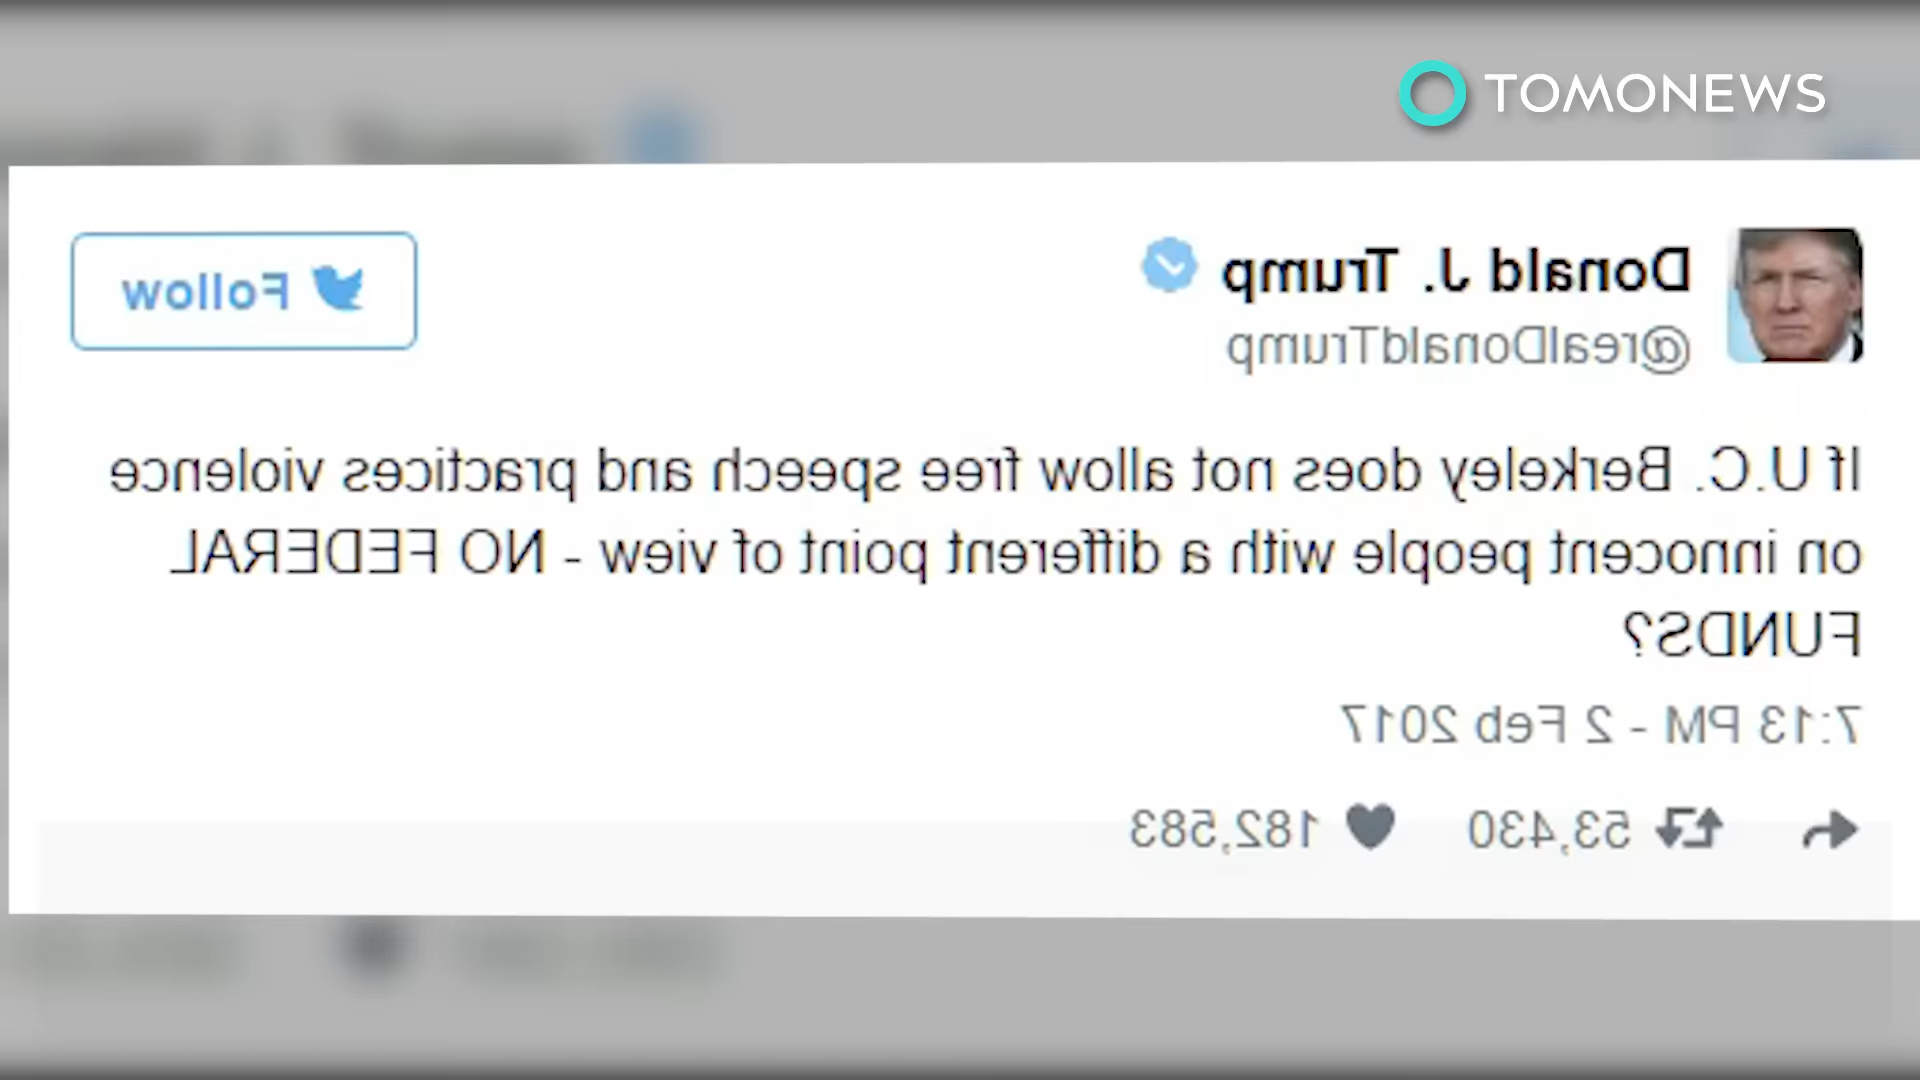 TOMONEWS
Donald J. Trump
@realDonaldTrump
Follow
If U.C. Berkeley does not allow free speech and practices violence
on innocent people with a different point of view - NO FEDERAL
FUNDS?
7:13 PM - 2 Feb 2017
53,430 182,583